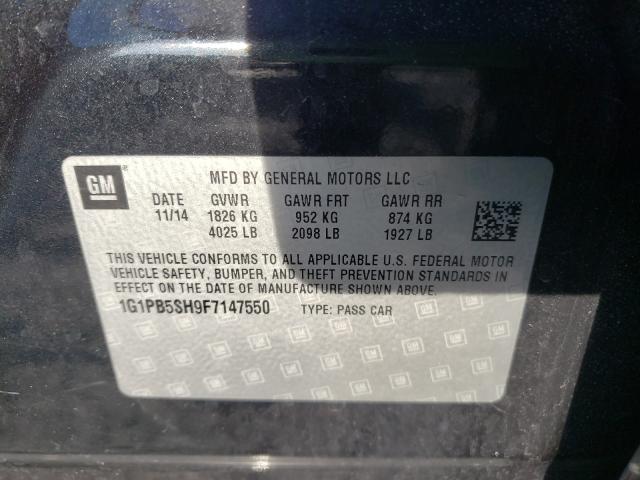 GM
MFD BY GENERAL MOTORS LLC
DATE GVWR GAWR FRT GAWR RR
11/14 1826 KG 952 KG 874 KG
4025 LB 2098 LB 1927 LB
THIS VEHICLE CONFORMS TO ALL APPLICABLE U.S. FEDERAL MOTOR
VEHICLE SAFETY, BUMPER, AND THEFT PREVENTION STANDARDS IN
EFFECT ON THE DATE OF MANUFACTURE SHOWN ABOVE.
1G1PB5SH9F7147550 TYPE: PASS CAR